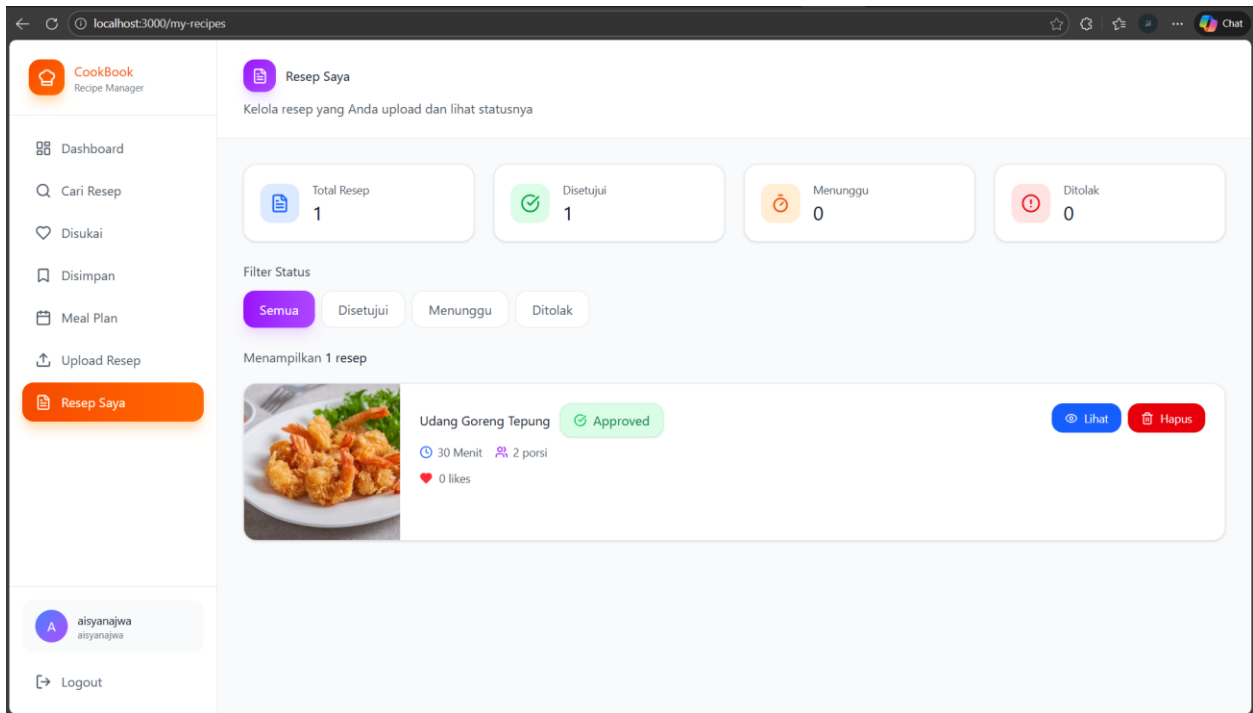 localhost:3000/my-recipes
Chat
CookBook
Recipe Manager
Dashboard
Cari Resep
Disukai
Disimpan
Meal Plan
Upload Resep
Resep Saya
A
aisyanajwa
aisyanajwa
Logout
Resep Saya
Kelola resep yang Anda upload dan lihat statusnya
Total Resep
1
Disetujui
1
Menunggu
0
Ditolak
0
Filter Status
Semua Disetujui Menunggu Ditolak
Menampilkan 1 resep
Udang Goreng Tepung Approved
30 Menit 2 porsi
0 likes
Lihat Hapus